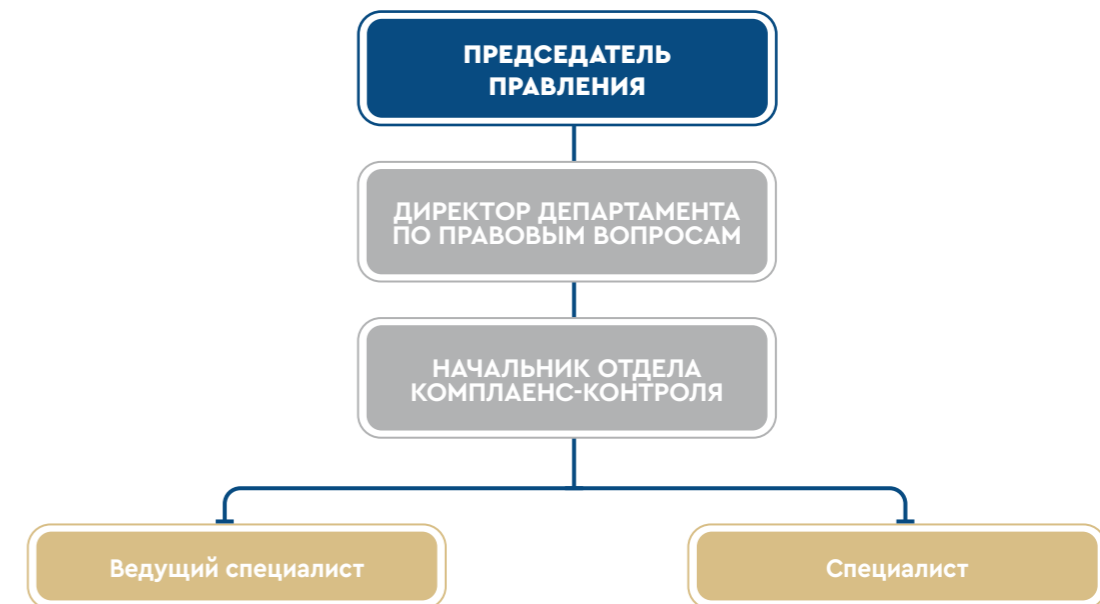 ПРЕДСЕДАТЕЛЬ
ПРАВЛЕНИЯ
ДИРЕКТОР ДЕПАРТАМЕНТА
ПО ПРАВОВЫМ ВОПРОСАМ
НАЧАЛЬНИК ОТДЕЛА
КОМПЛАЕНС-КОНТРОЛЯ
Ведущий специалист
Специалист